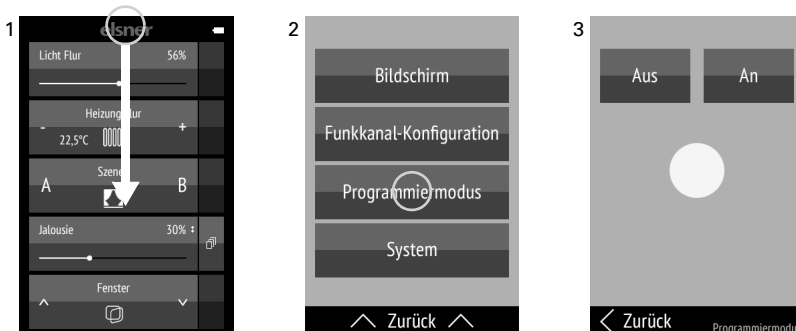 1
elsner
Licht Flur 56%
Heizung Flur
- 22,5°C +
Szene
A B
Jalousie 30%
Fenster
2
Bildschirm
Funkkanal-Konfiguration
Programmiermodus
System
Zurück
3
Aus An
Zurück Programmiermodu